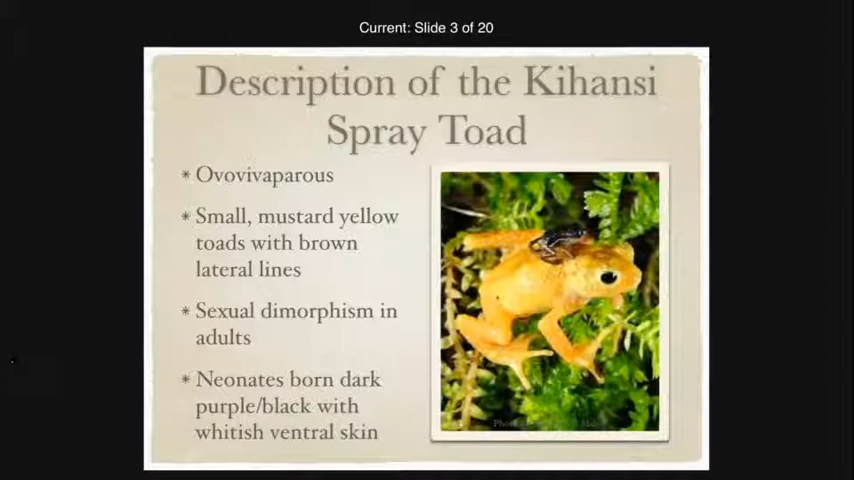 Current: Slide 3 of 20
Description of the Kihansi
Spray Toad
* Ovovivaparous
* Small, mustard yellow
toads with brown
lateral lines
* Sexual dimorphism in
adults
* Neonates born dark
purple/black with
whitish ventral skin